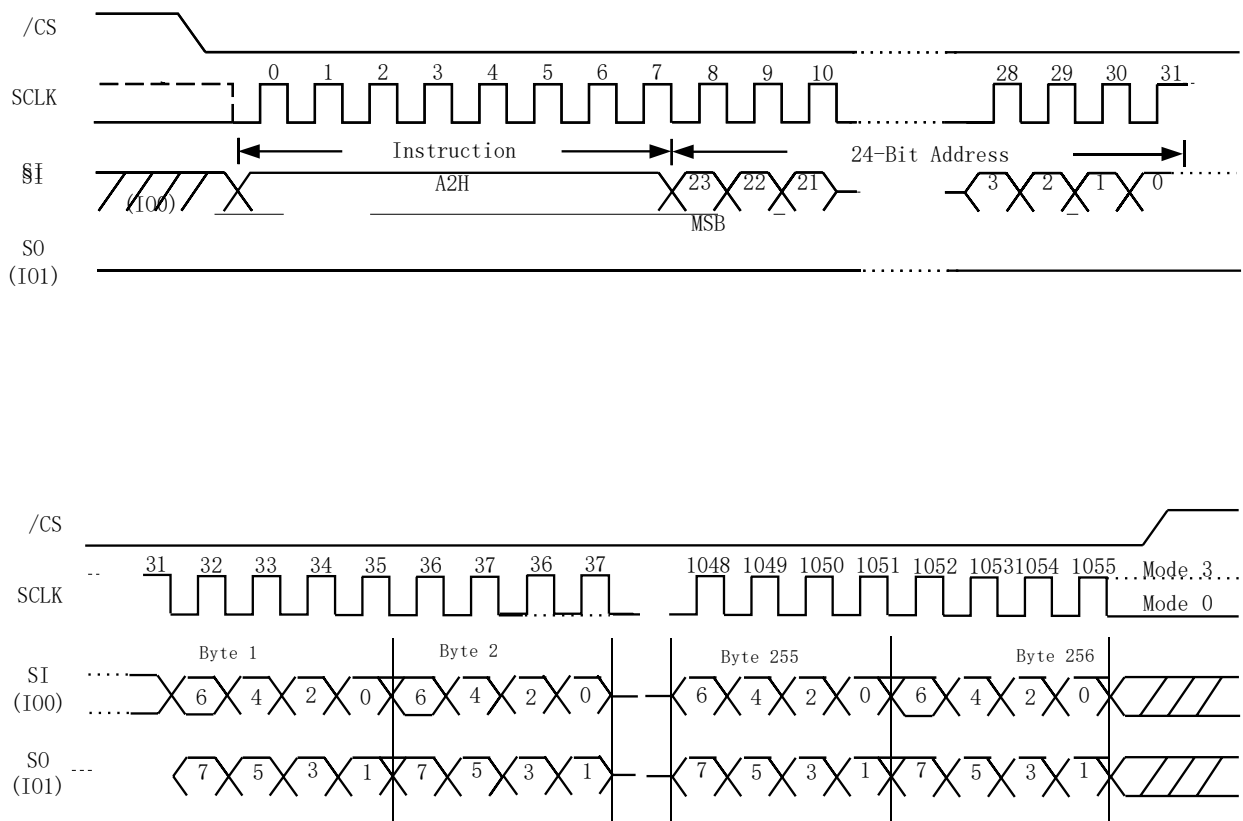 /CS
0 1 2 3 4 5 6 7 8 9 10 28 29 30 31
SCLK
Instruction 24-Bit Address
SI
SI
A2H 23 22 21 3 2 1 0
(IO0)
MSB
SO
(IO1)
/CS
31 32 33 34 35 36 37 36 37 1048 1049 1050 1051 1052 1053 1054 1055 Mode 3
SCLK
Mode 0
Byte 1 Byte 2 Byte 255 Byte 256
SI
(IO0)
6 4 2 0 6 4 2 0 6 4 2 0 6 4 2 0
SO
(IO1)
7 5 3 1 7 5 3 1 7 5 3 1 7 5 3 1